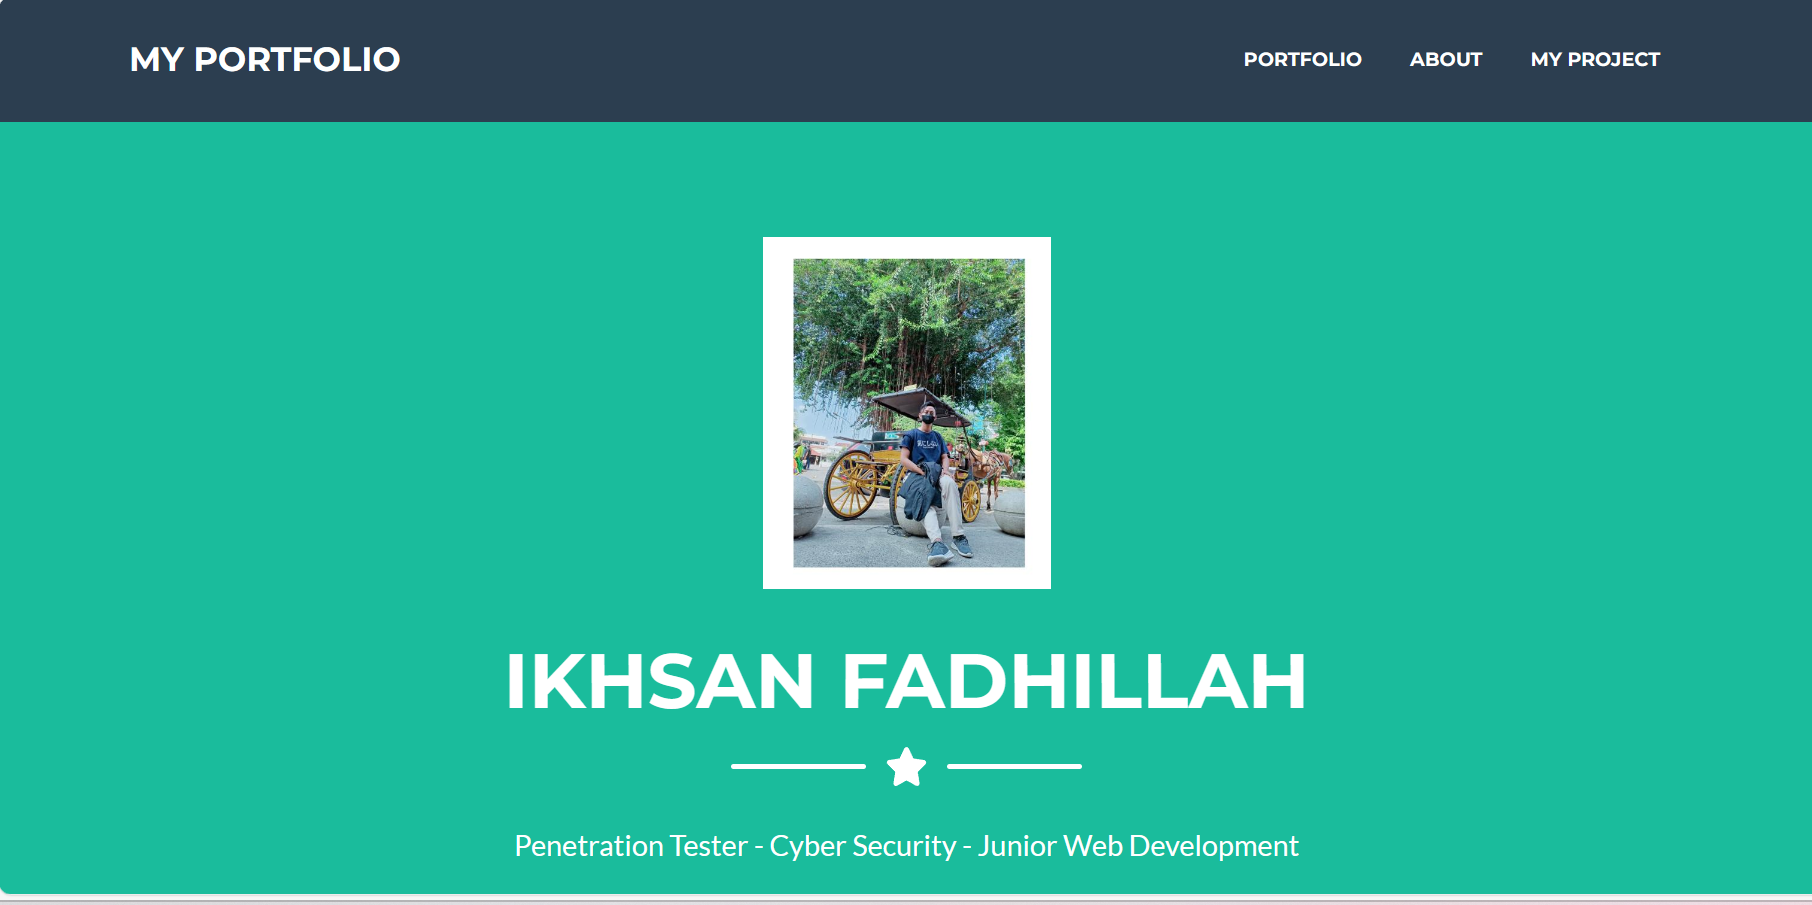 MY PORTFOLIO
PORTFOLIO ABOUT MY PROJECT
IKHSAN FADHILLAH
Penetration Tester - Cyber Security - Junior Web Development